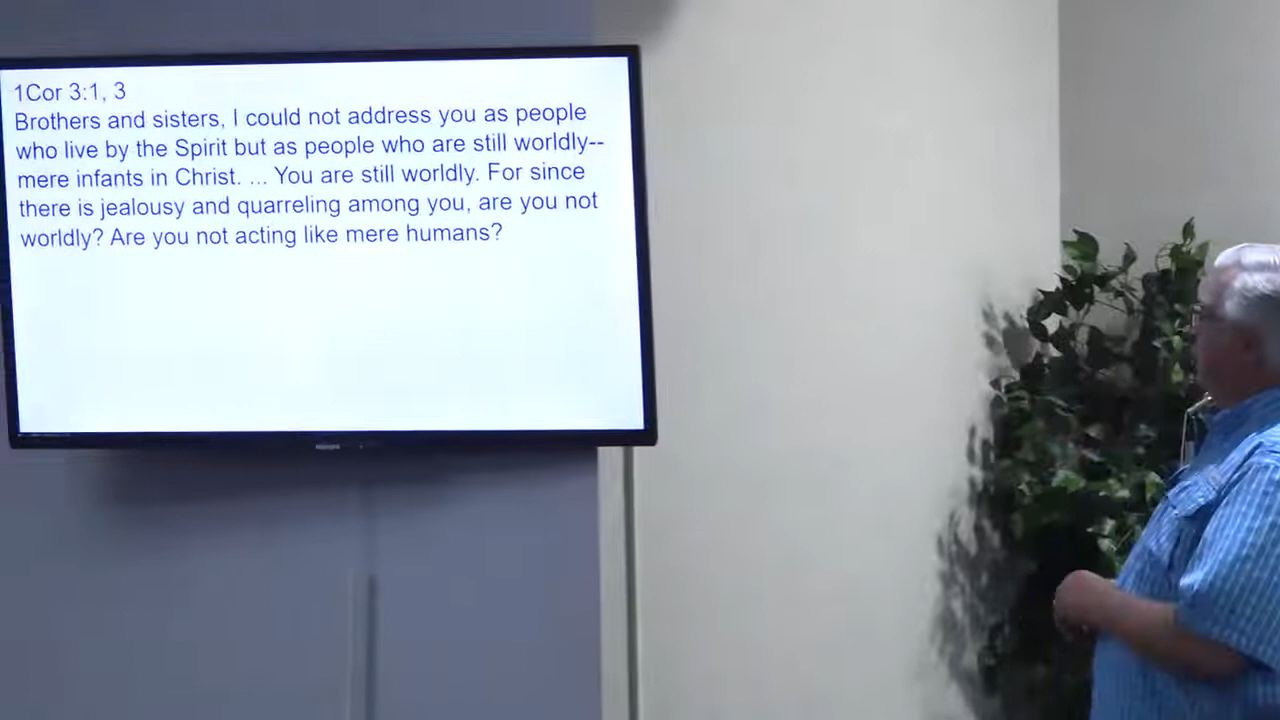 1Cor 3:1, 3
Brothers and sisters, I could not address you as people
who live by the Spirit but as people who are still worldly--
mere infants in Christ. ... You are still worldly. For since
there is jealousy and quarreling among you, are you not
worldly? Are you not acting like mere humans?